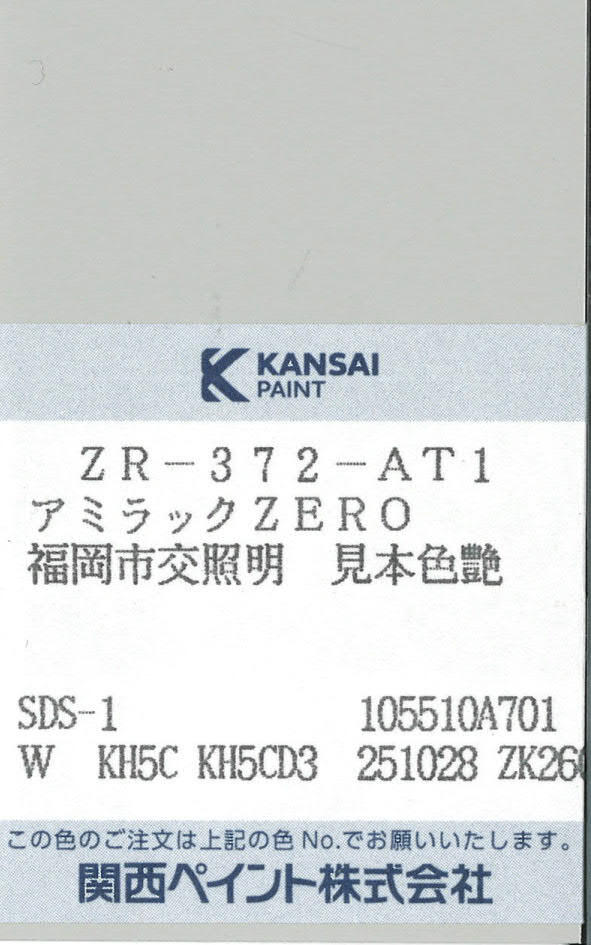 KANSAI
PAINT
ZR-372-AT1
アミラックZERO
福岡市交照明 見本色艶
SDS-1 105510A701
W KH5C KH5CD3 251028 ZK260
この色のご注文は上記の色No.でお願いいたします。
関西ペイント株式会社